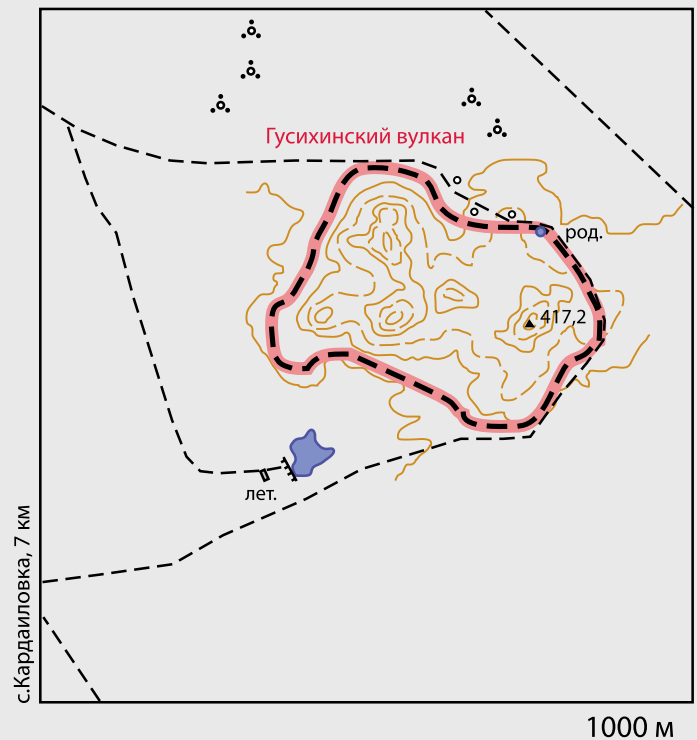 Гусихинский вулкан
род.
417,2
лет.
с.Кардаиловка, 7 км
1000 м